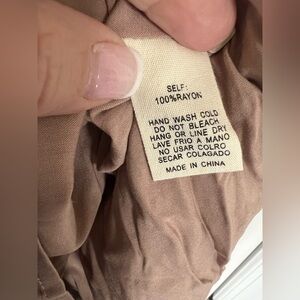 SELF:
100%RAYON
HAND WASH COLD
DO NOT BLEACH
HANG OR LINE DRY
LAVE FRIO A MANO
NO USAR COLRO
SECAR COLAGADO
MADE IN CHINA